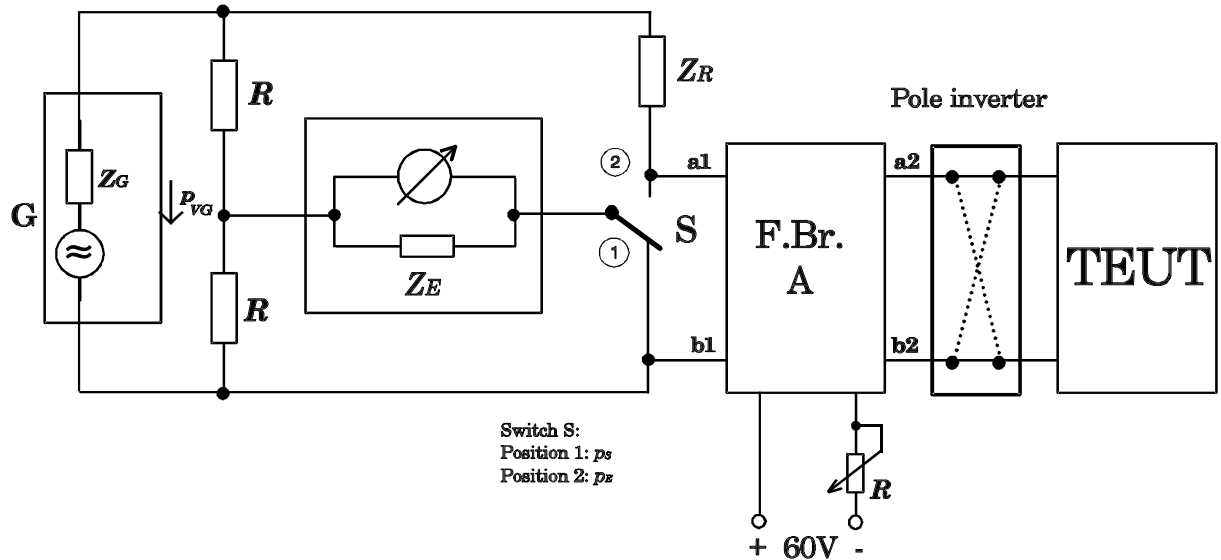 Z_R
R
Pole inverter
Z_G
P_VG
2
a1
a2
G
S
F.Br.
A
TEUT
1
Z_E
R
b1
b2
Switch S:
Position 1: p_S
Position 2: p_E
R
+ 60V -